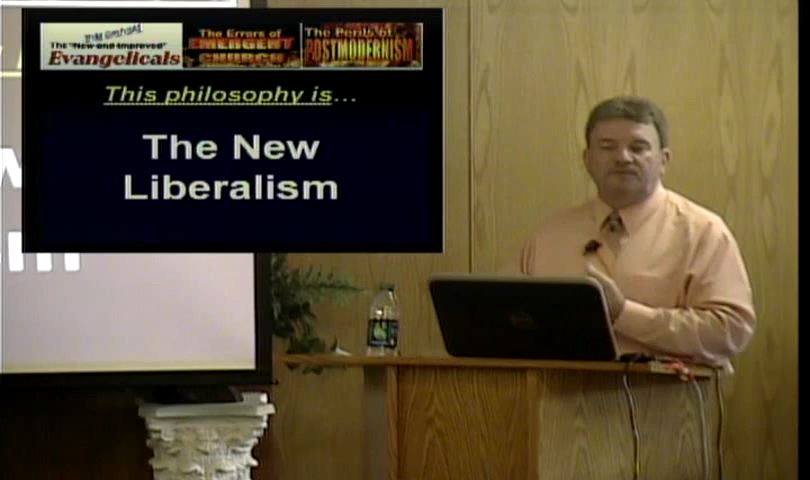 The "New-and-Improved"
Evangelicals
The Errors of
EMERGENT
CHURCH
The Perils of
POSTMODERNISM
This philosophy is...
The New
Liberalism